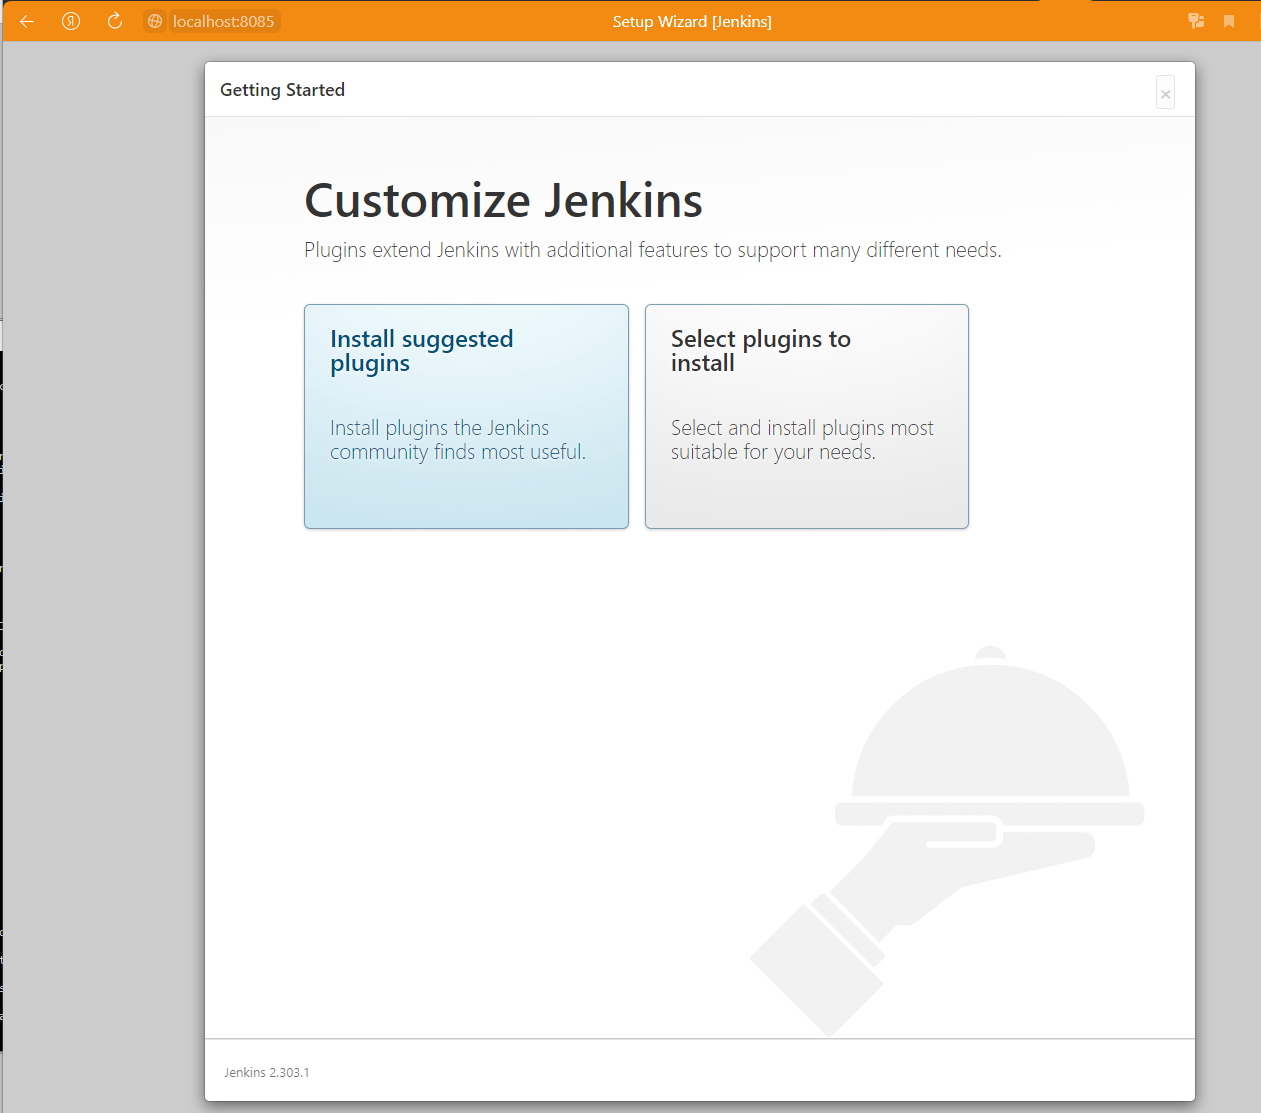 localhost:8085
Setup Wizard [Jenkins]
Getting Started
Customize Jenkins
Plugins extend Jenkins with additional features to support many different needs.
Install suggested
plugins
Install plugins the Jenkins
community finds most useful.
Select plugins to
install
Select and install plugins most
suitable for your needs.
Jenkins 2.303.1